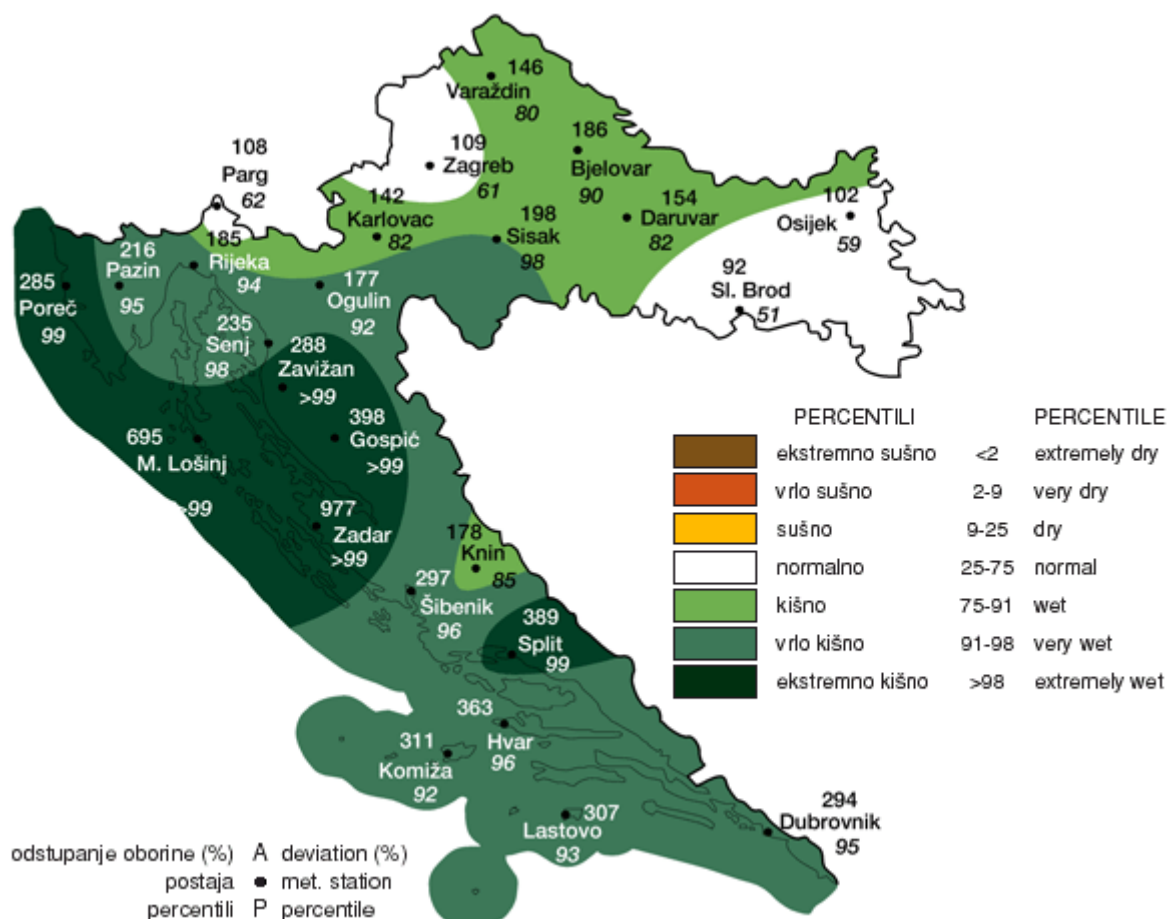 146
Varaždin
80
109
Zagreb
61
186
Bjelovar
90
108
Parg
62
142
Karlovac
82
198
Sisak
98
154
Daruvar
82
102
Osijek
59
92
Sl. Brod
51
216
Pazin
95
185
Rijeka
94
285
Poreč
99
177
Ogulin
92
235
Senj
98
288
Zavižan
>99
398
Gospić
>99
695
M. Lošinj
>99
977
Zadar
>99
178
Knin
85
297
Šibenik
96
389
Split
99
363
Hvar
96
311
Komiža
92
307
Lastovo
93
294
Dubrovnik
95
PERCENTILI PERCENTILE
ekstremno sušno <2 extremely dry
vrlo sušno 2-9 very dry
sušno 9-25 dry
normalno 25-75 normal
kišno 75-91 wet
vrlo kišno 91-98 very wet
ekstremno kišno >98 extremely wet
odstupanje oborine (%) A deviation (%)
postaja ● met. station
percentili P percentile